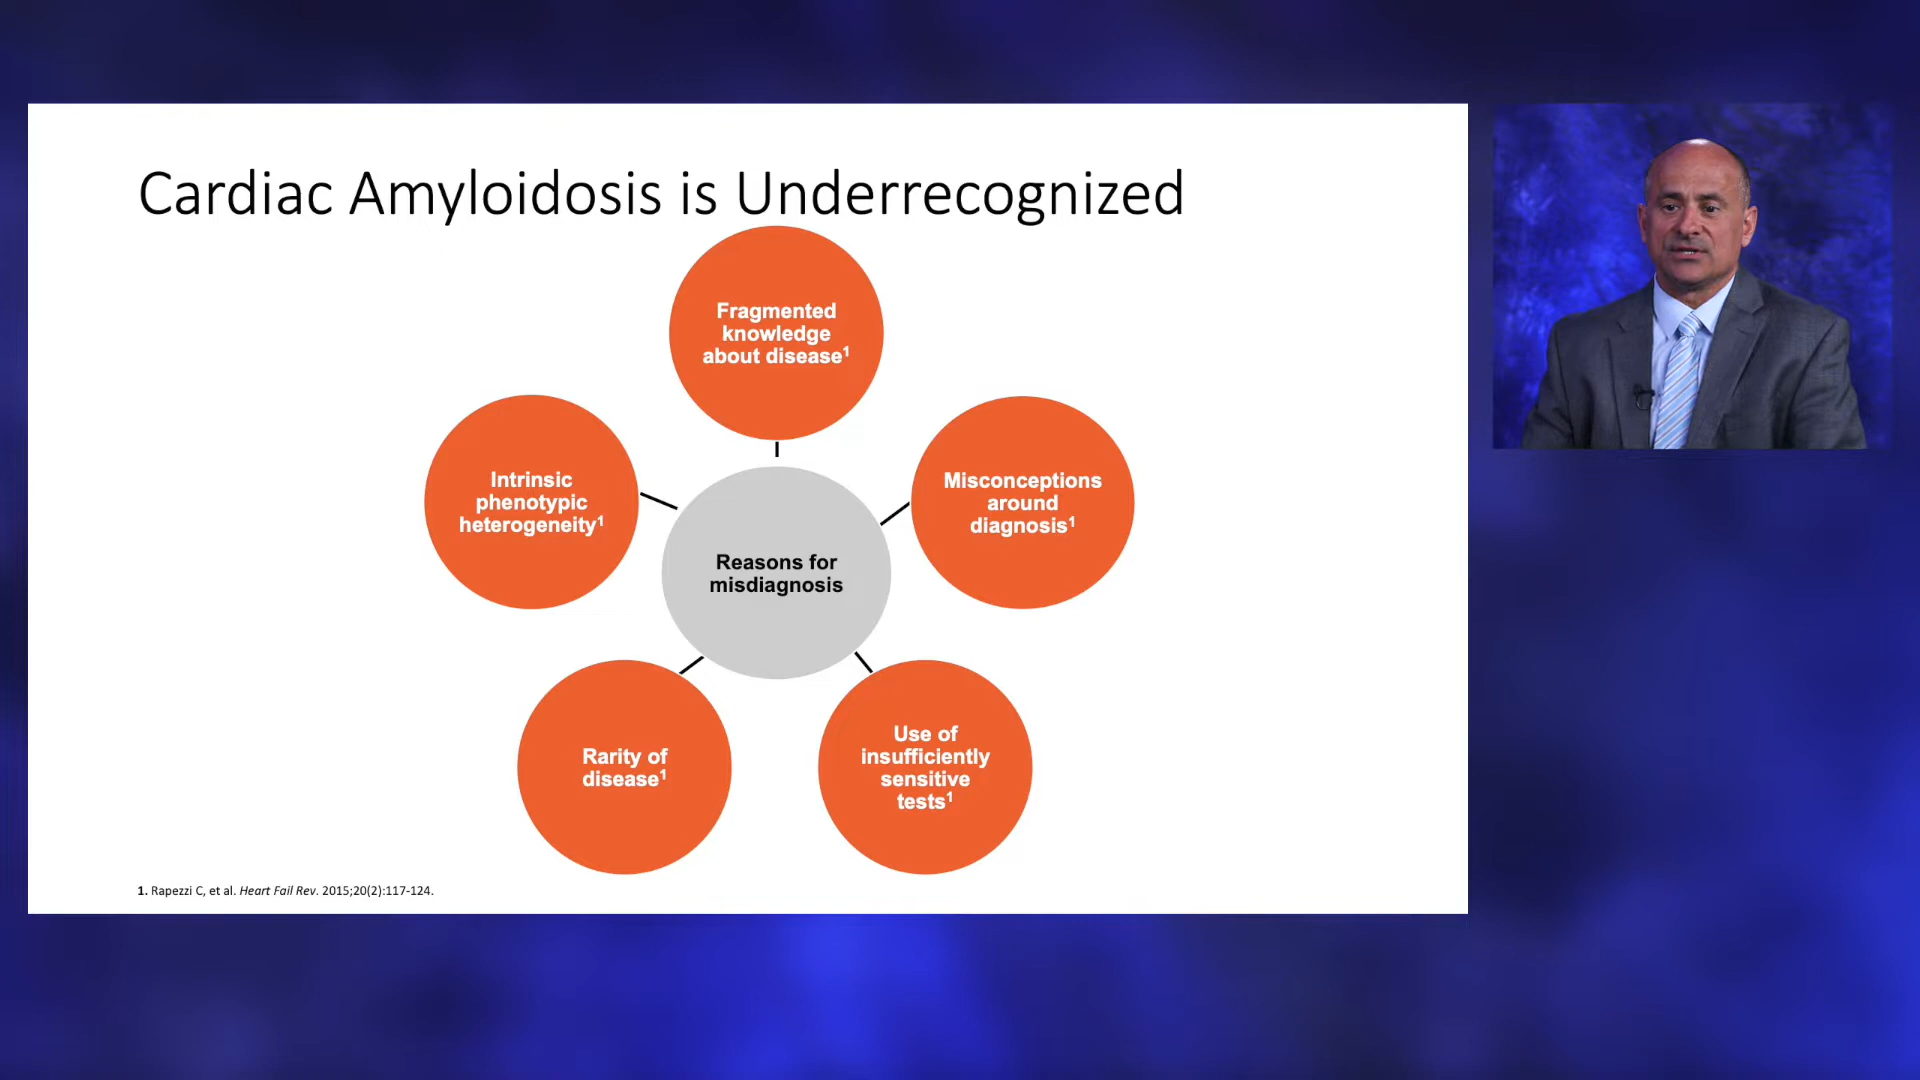 Cardiac Amyloidosis is Underrecognized
Fragmented
knowledge
about disease¹
Intrinsic
phenotypic
heterogeneity¹
Misconceptions
around
diagnosis¹
Reasons for
misdiagnosis
Rarity of
disease¹
Use of
insufficiently
sensitive
tests¹
1. Rapezzi C, et al. Heart Fail Rev. 2015;20(2):117-124.